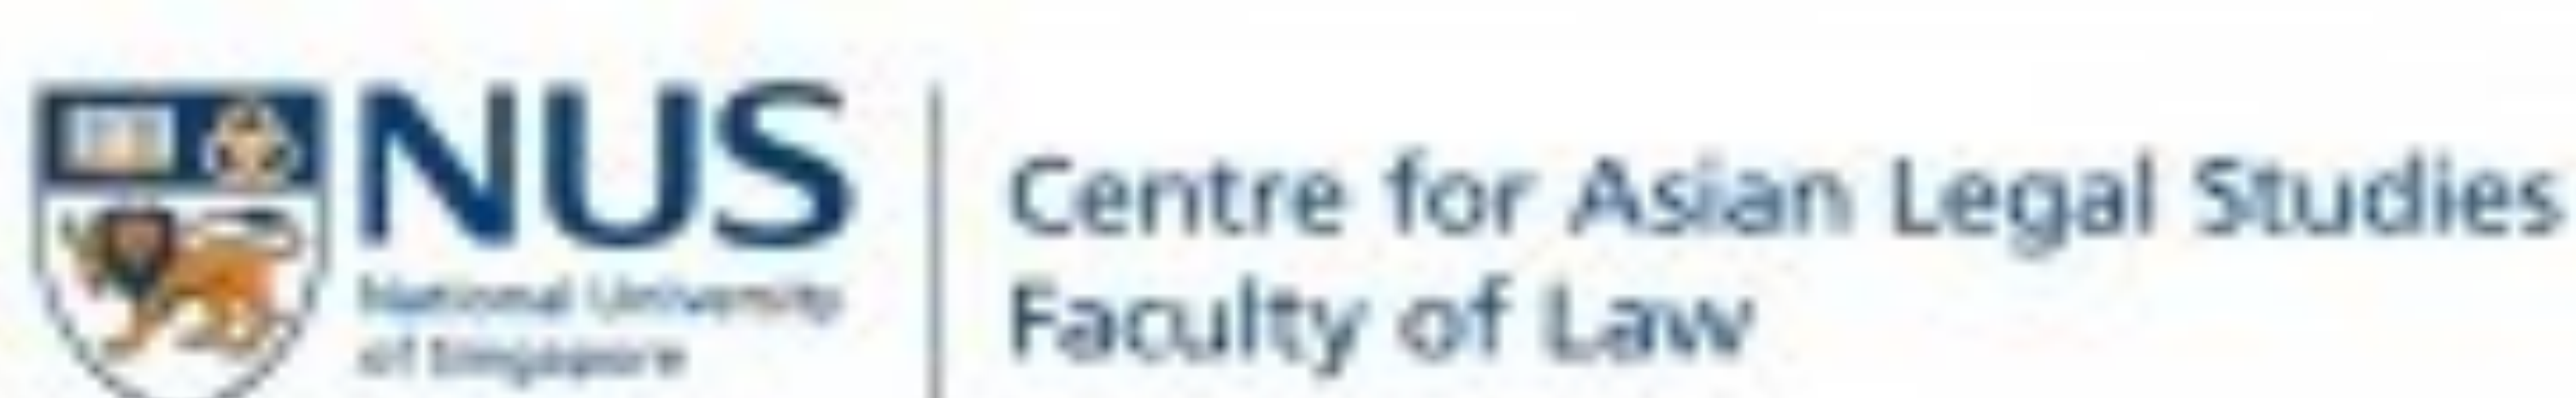 NUS
National University
of Singapore
Centre for Asian Legal Studies
Faculty of Law